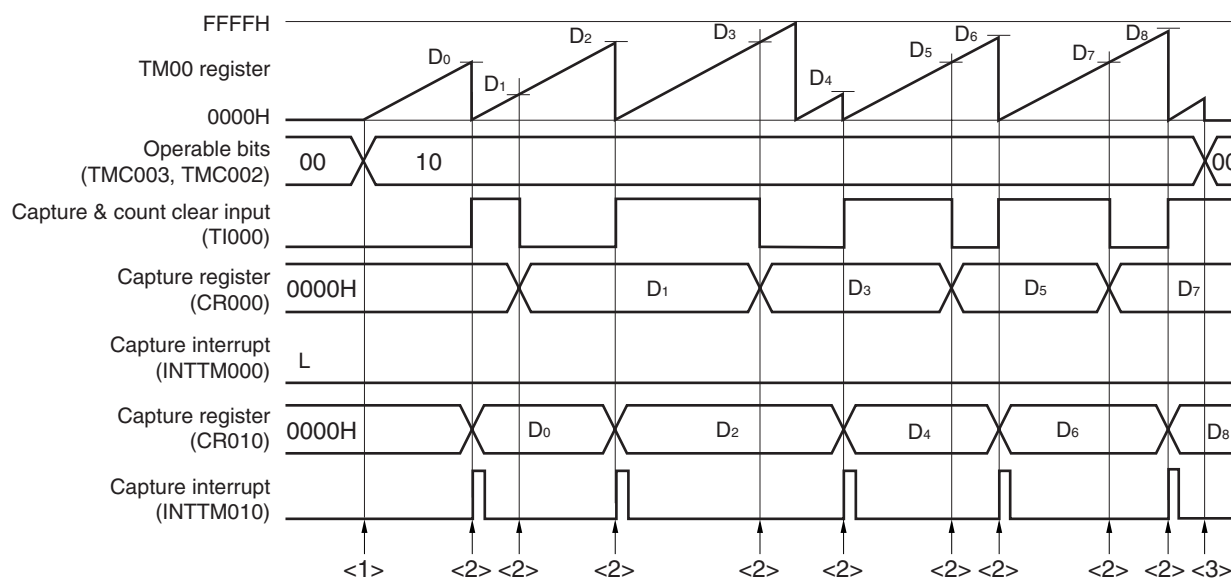 FFFFH
TM00 register
0000H
D0
D1
D2
D3
D4
D5
D6
D7
D8
Operable bits
(TMC003, TMC002)
00
10
00
Capture & count clear input
(TI000)
Capture register
(CR000)
0000H
D1
D3
D5
D7
Capture interrupt
(INTTM000)
L
Capture register
(CR010)
0000H
D0
D2
D4
D6
D8
Capture interrupt
(INTTM010)
<1>
<2>
<2>
<2>
<2>
<2>
<2>
<2>
<2>
<2>
<3>